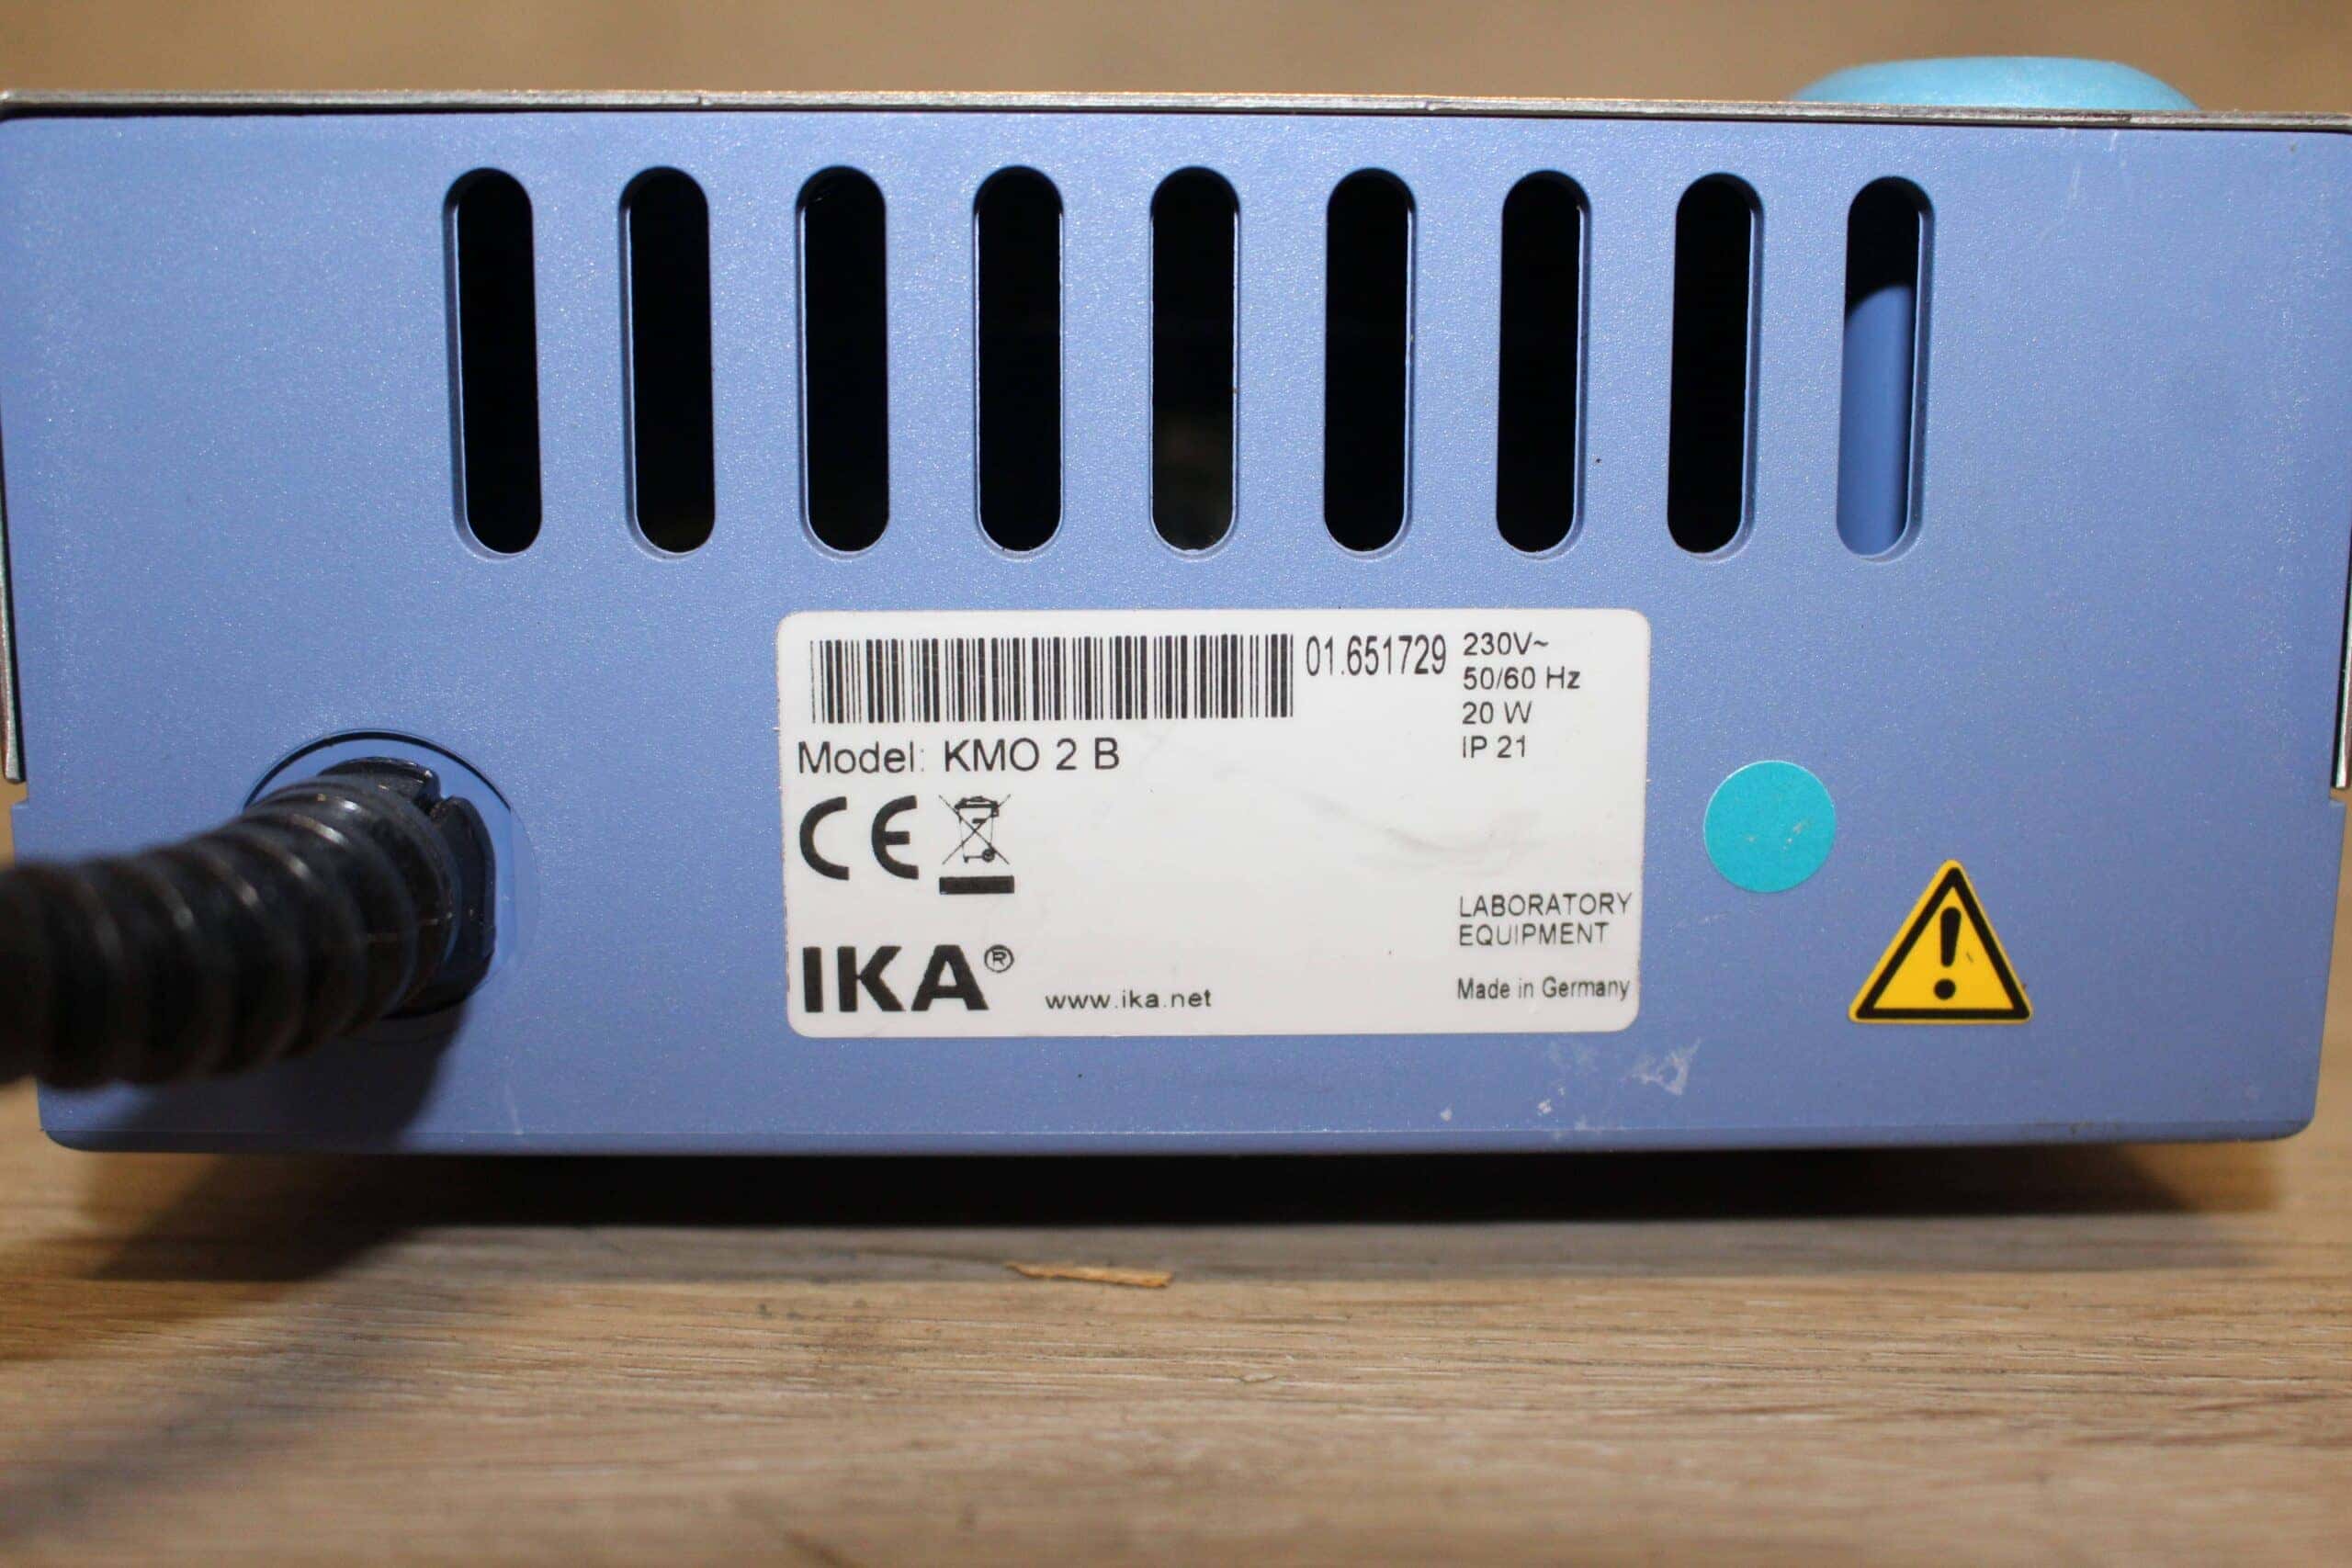 01.651729
230V~
50/60 Hz
20 W
IP 21
Model: KMO 2 B
CE
LABORATORY
EQUIPMENT
IKA®
www.ika.net
Made in Germany